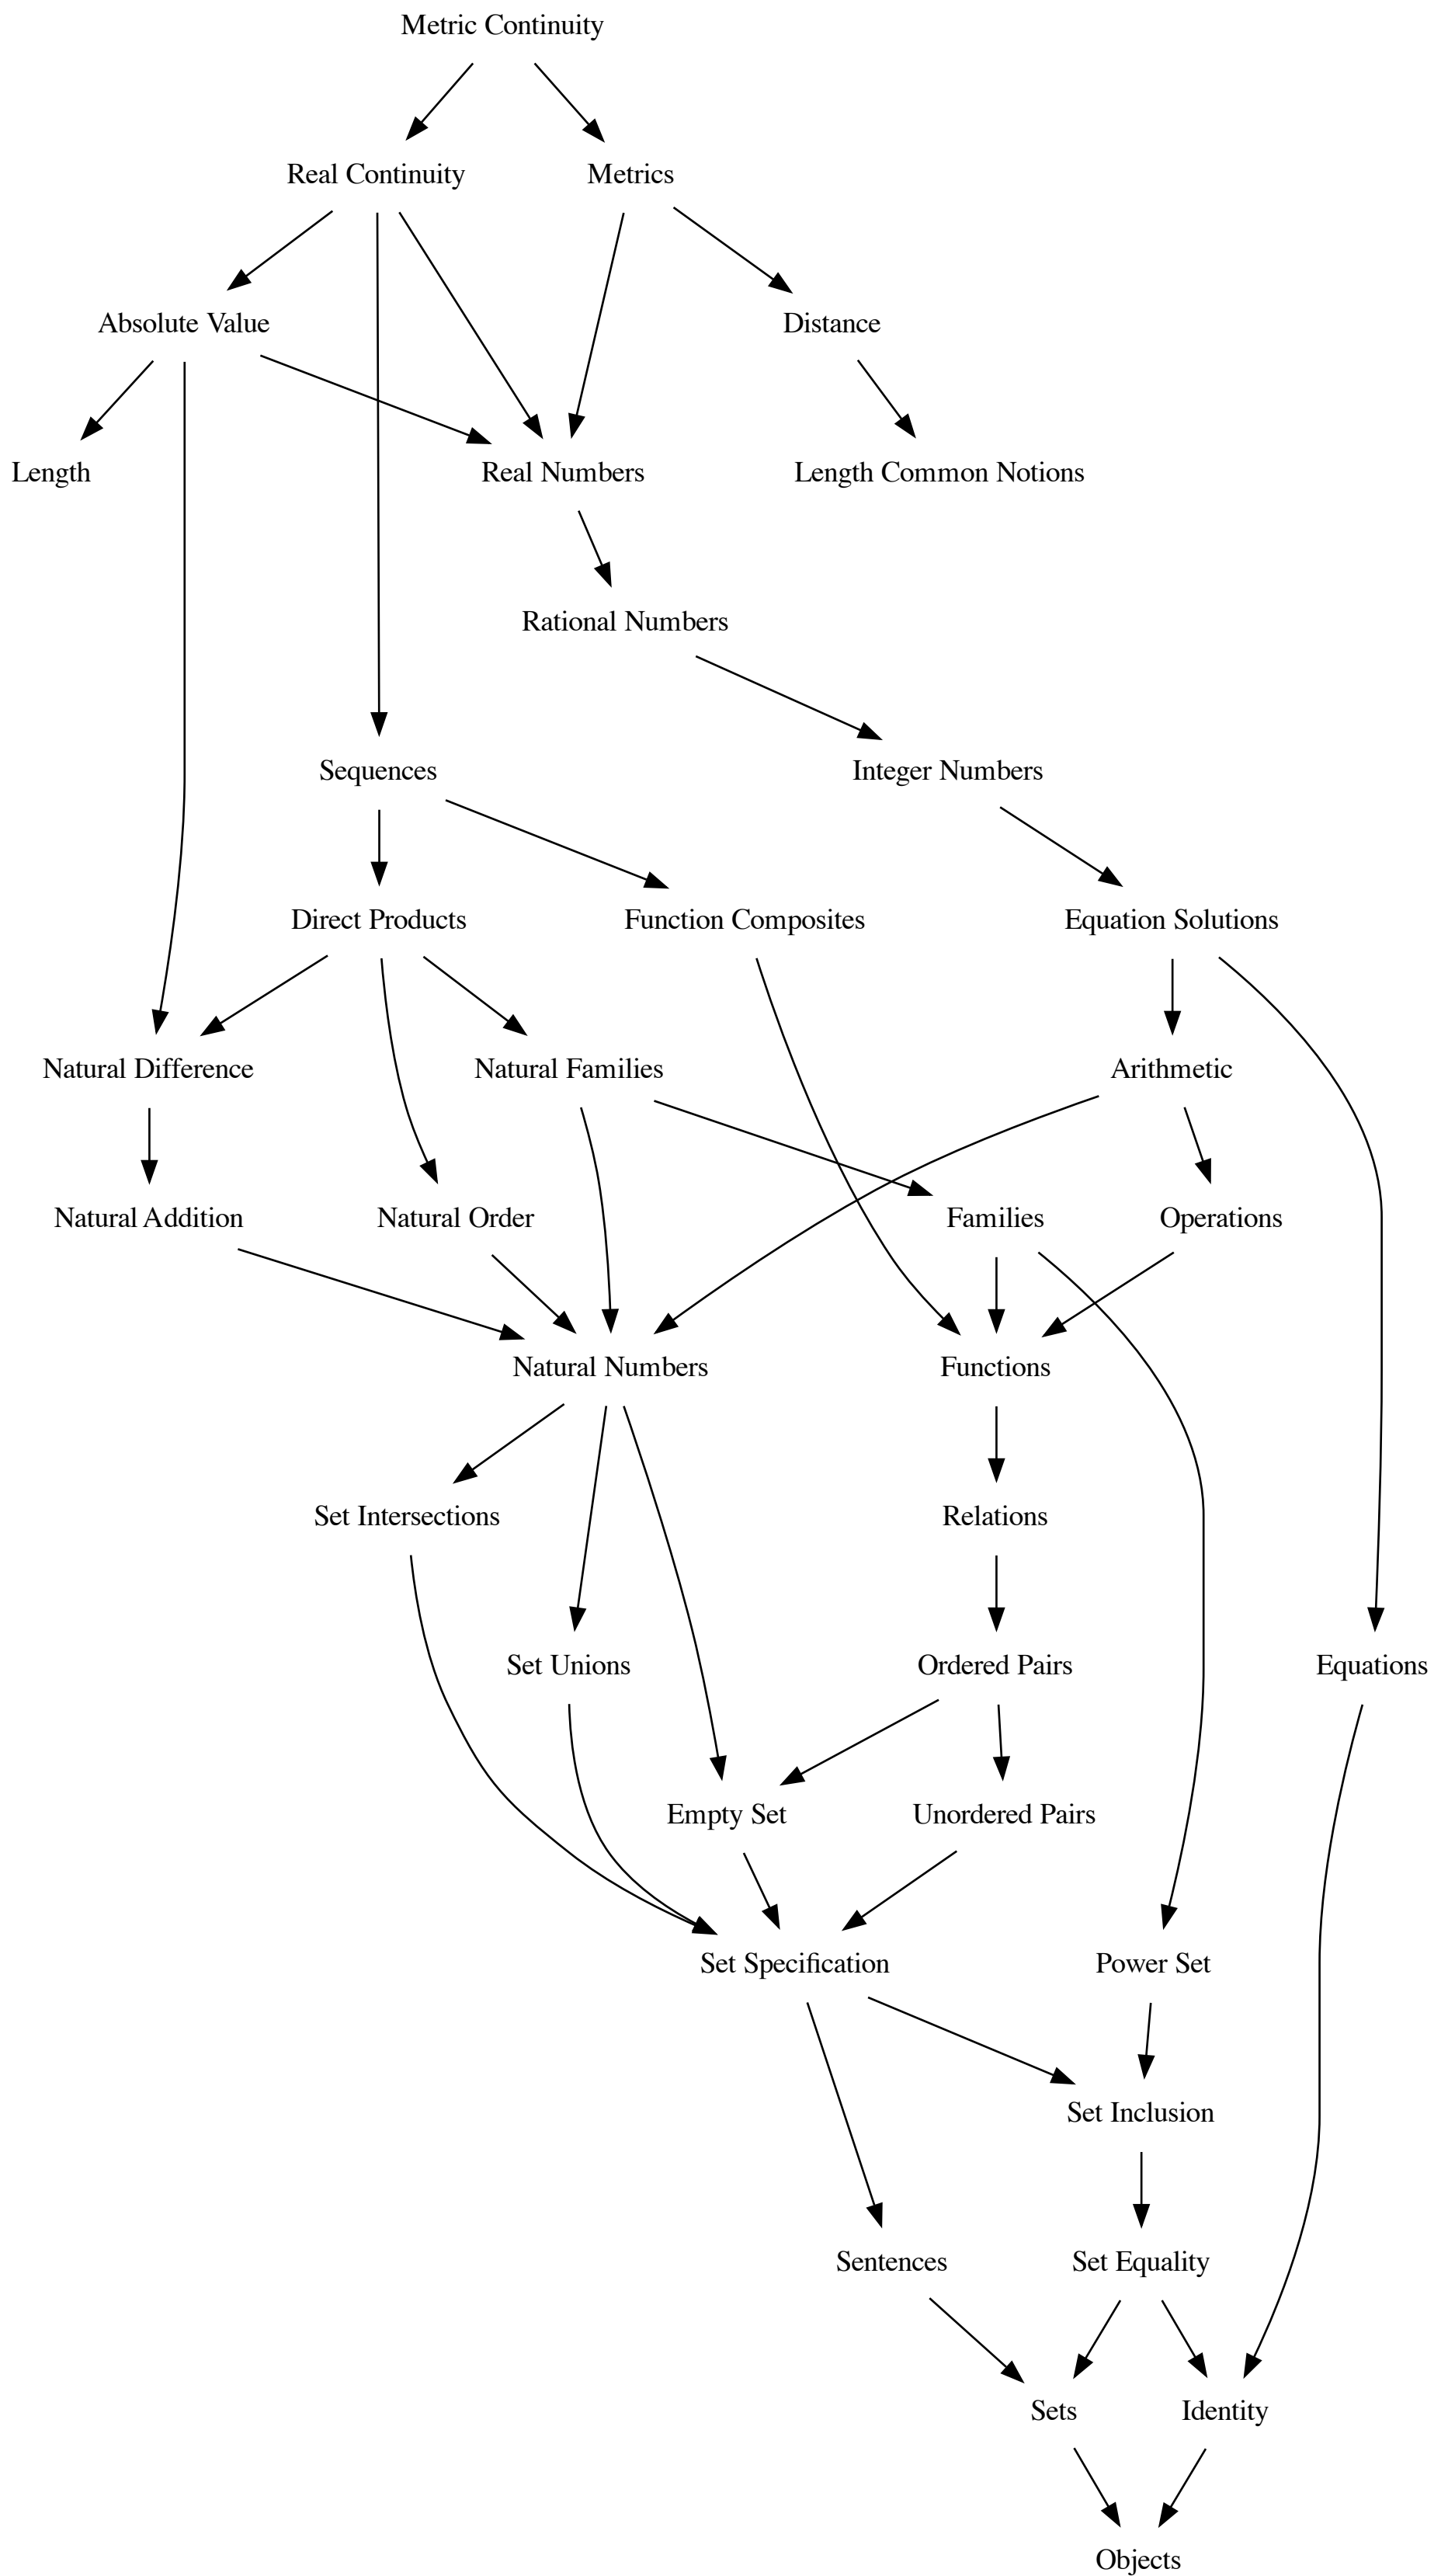 Metric Continuity
Real Continuity
Metrics
Absolute Value
Distance
Length
Real Numbers
Length Common Notions
Rational Numbers
Sequences
Integer Numbers
Direct Products
Function Composites
Equation Solutions
Natural Difference
Natural Families
Arithmetic
Natural Addition
Natural Order
Families
Operations
Natural Numbers
Functions
Set Intersections
Relations
Set Unions
Ordered Pairs
Equations
Empty Set
Unordered Pairs
Set Specification
Power Set
Set Inclusion
Sentences
Set Equality
Sets
Identity
Objects